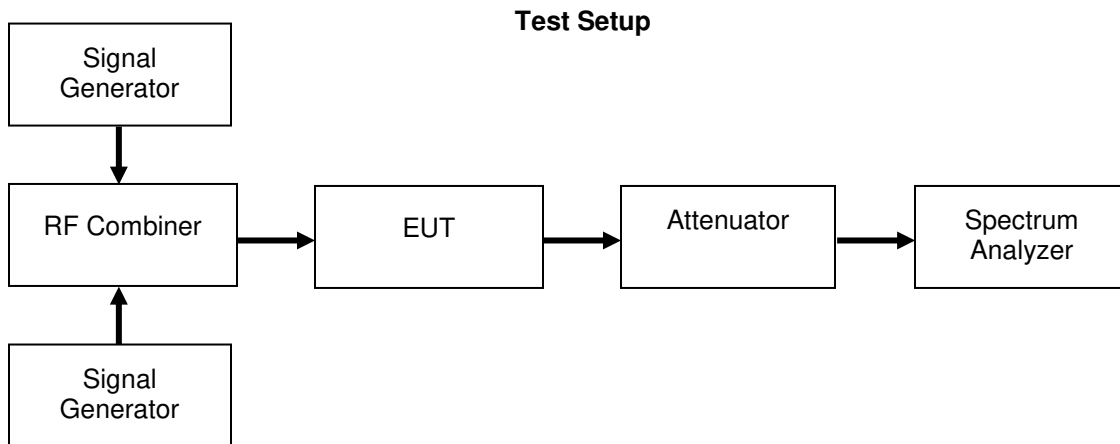 Test Setup
Signal
Generator
RF Combiner
EUT
Attenuator
Spectrum
Analyzer
Signal
Generator